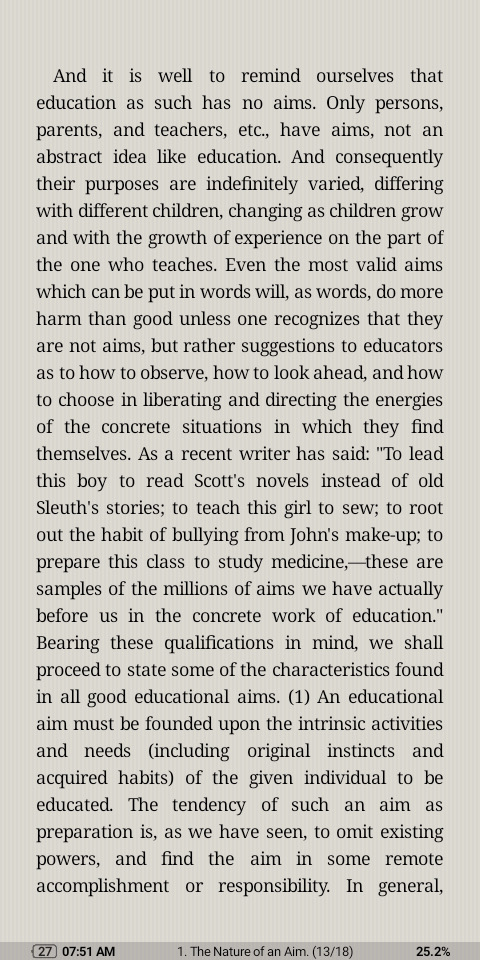 And it is well to remind ourselves that
education as such has no aims. Only persons,
parents, and teachers, etc., have aims, not an
abstract idea like education. And consequently
their purposes are indefinitely varied, differing
with different children, changing as children grow
and with the growth of experience on the part of
the one who teaches. Even the most valid aims
which can be put in words will, as words, do more
harm than good unless one recognizes that they
are not aims, but rather suggestions to educators
as to how to observe, how to look ahead, and how
to choose in liberating and directing the energies
of the concrete situations in which they find
themselves. As a recent writer has said: "To lead
this boy to read Scott's novels instead of old
Sleuth's stories; to teach this girl to sew; to root
out the habit of bullying from John's make-up; to
prepare this class to study medicine,—these are
samples of the millions of aims we have actually
before us in the concrete work of education."
Bearing these qualifications in mind, we shall
proceed to state some of the characteristics found
in all good educational aims. (1) An educational
aim must be founded upon the intrinsic activities
and needs (including original instincts and
acquired habits) of the given individual to be
educated. The tendency of such an aim as
preparation is, as we have seen, to omit existing
powers, and find the aim in some remote
accomplishment or responsibility. In general,
27 07:51 AM 1. The Nature of an Aim. (13/18) 25.2%